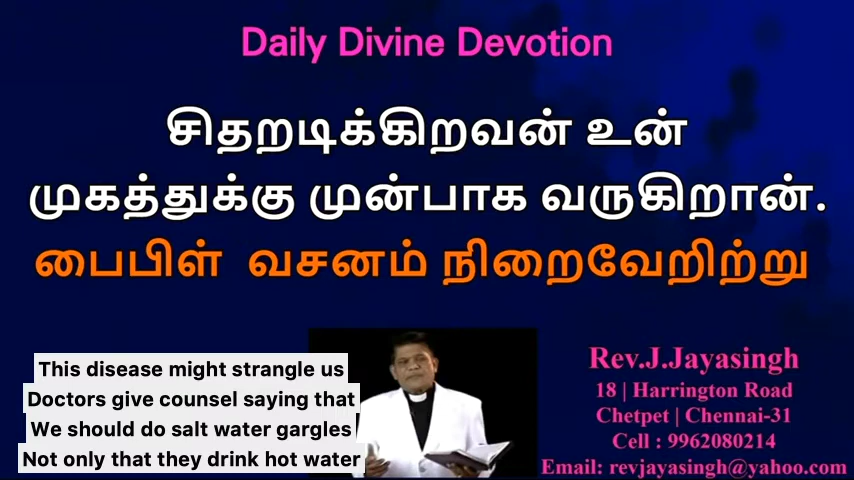 Daily Divine Devotion
சிதறடிக்கிறவன் உன்
முகத்துக்கு முன்பாக வருகிறான்.
பைபிள் வசனம் நிறைவேறிற்று
This disease might strangle us
Doctors give counsel saying that
We should do salt water gargles
Not only that they drink hot water
Rev.J.Jayasingh
18 | Harrington Road
Chetpet | Chennai-31
Cell : 9962080214
Email: revjayasingh@yahoo.com